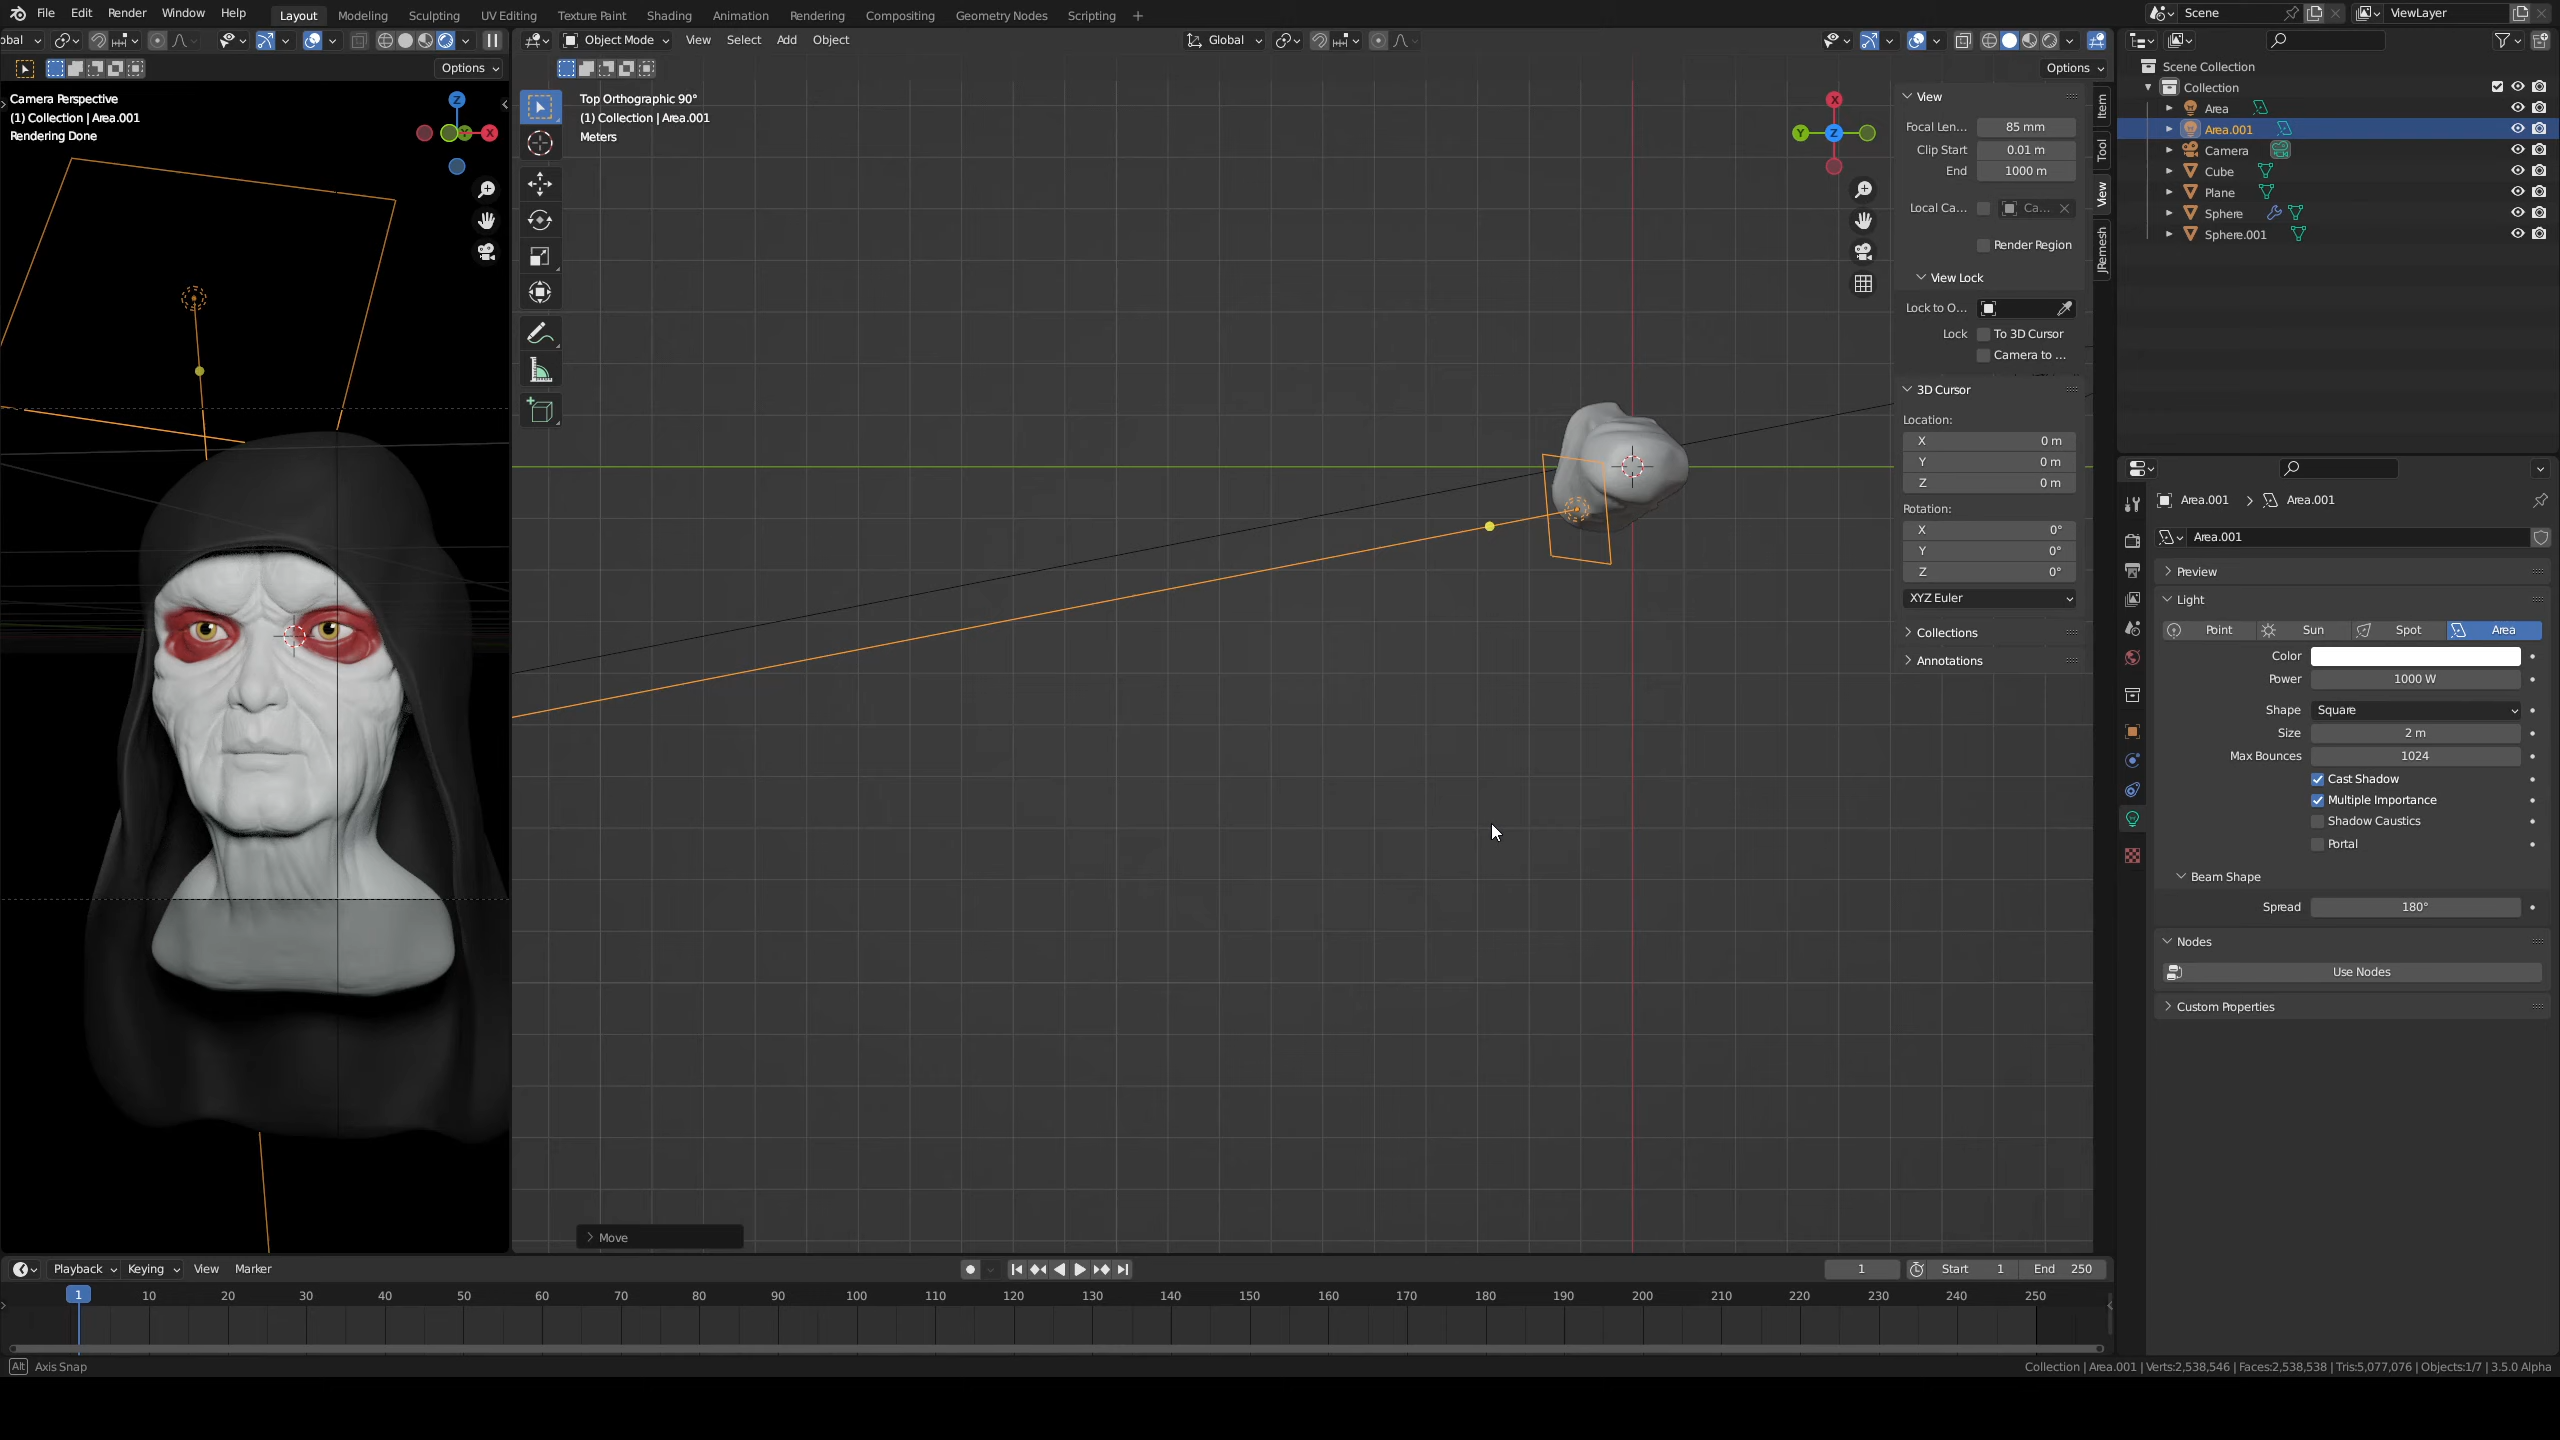 File Edit Render Window Help Layout Modeling Sculpting UV Editing Texture Paint Shading Animation Rendering Compositing Geometry Nodes Scripting + Scene ViewLayer
obal Object Mode View Select Add Object Global
Options Options
Camera Perspective
(1) Collection | Area.001
Rendering Done
Z
X
Top Orthographic 90°
(1) Collection | Area.001
Meters
X
Y
Z
View
Focal Len... 85 mm
Clip Start 0.01 m
End 1000 m
Local Ca... Ca...
Render Region
View Lock
Lock to O...
Lock To 3D Cursor
Camera to ...
3D Cursor
Location:
X 0 m
Y 0 m
Z 0 m
Rotation:
X 0°
Y 0°
Z 0°
XYZ Euler
Collections
Annotations
Item
Tool
View
JRemesh
Move
Scene Collection
Collection
Area
Area.001
Camera
Cube
Plane
Sphere
Sphere.001
Area.001 > Area.001
Area.001
Preview
Light
Point Sun Spot Area
Color
Power 1000 W
Shape Square
Size 2 m
Max Bounces 1024
Cast Shadow
Multiple Importance
Shadow Caustics
Portal
Beam Shape
Spread 180°
Nodes
Use Nodes
Custom Properties
Playback Keying View Marker 1 Start 1 End 250
1 10 20 30 40 50 60 70 80 90 100 110 120 130 140 150 160 170 180 190 200 210 220 230 240 250
Alt Axis Snap
Collection | Area.001 | Verts:2,538,546 | Faces:2,538,538 | Tris:5,077,076 | Objects:1/7 | 3.5.0 Alpha